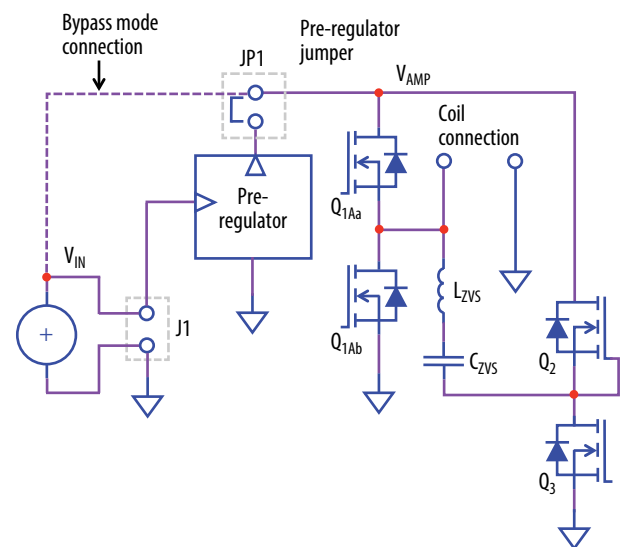 Bypass mode
connection
Pre-regulator
jumper
JP1
V_AMP
Coil
connection
Q_1Aa
Pre-
regulator
V_IN
L_ZVS
J1
+
Q_1Ab
C_ZVS
Q_2
Q_3